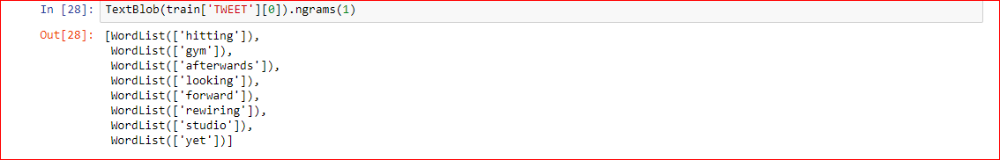 In [28]: TextBlob(train['TWEET'][0]).ngrams(1)
Out[28]: [WordList(['hitting']),
WordList(['gym']),
WordList(['afterwards']),
WordList(['looking']),
WordList(['forward']),
WordList(['rewiring']),
WordList(['studio']),
WordList(['yet'])]